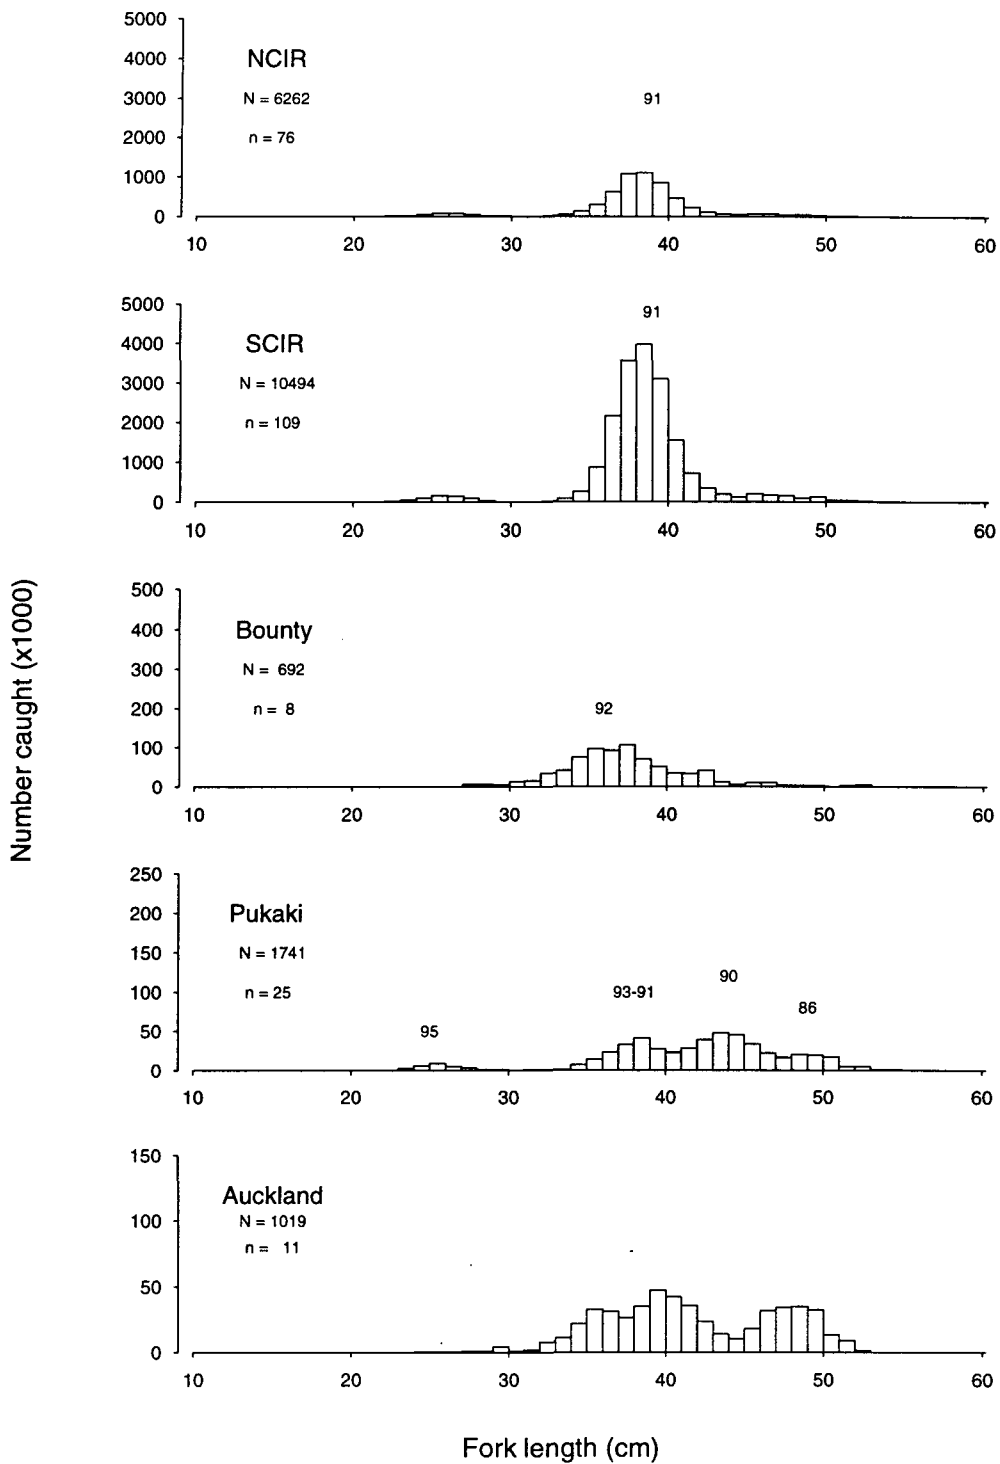 Number caught (x1000)
5000
4000
3000
2000
1000
0
NCIR
N = 6262
n = 76
91
10 20 30 40 50 60
5000
4000
3000
2000
1000
0
SCIR
N = 10494
n = 109
91
10 20 30 40 50 60
500
400
300
200
100
0
Bounty
N = 692
n = 8
92
10 20 30 40 50 60
250
200
150
100
50
0
Pukaki
N = 1741
n = 25
95
93-91
90
86
10 20 30 40 50 60
150
100
50
0
Auckland
N = 1019
n = 11
10 20 30 40 50 60
Fork length (cm)